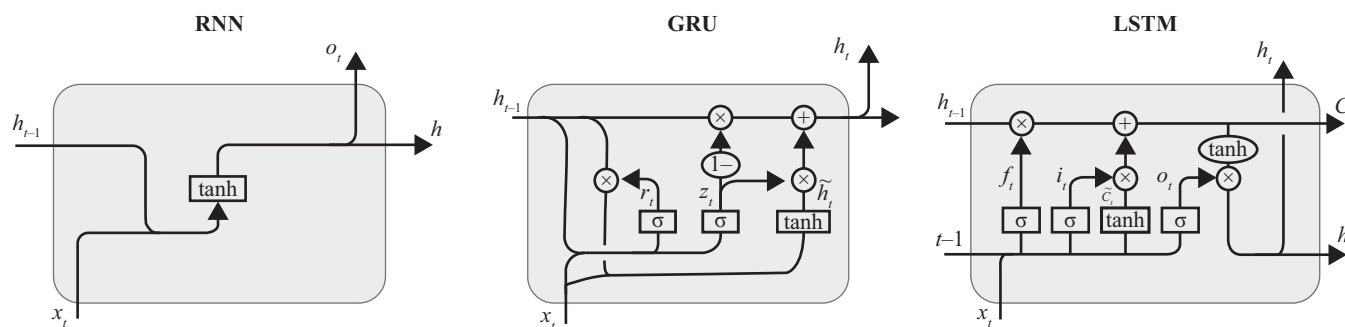 RNN
o_t
h_{t-1}
h
tanh
x_t
GRU
h_t
h_{t-1}
× +
1–
× r_t z_t × h̃_t
σ σ tanh
x_t
LSTM
h_t
h_{t-1} × + C
tanh
f_t i_t × o_t ×
C̃_t
σ σ tanh σ
t–1 h
x_t